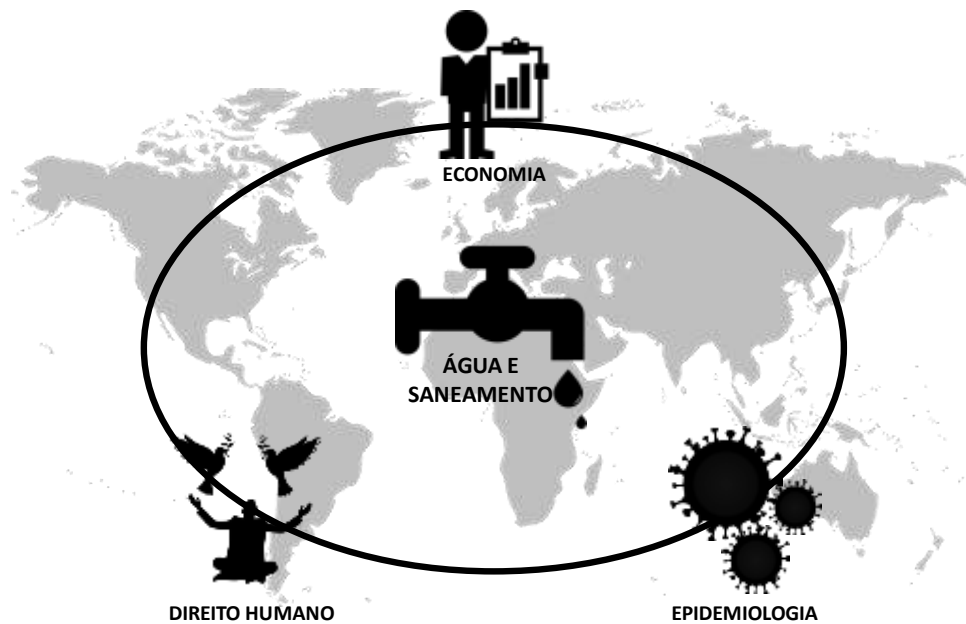 ECONOMIA
ÁGUA E
SANEAMENTO
DIREITO HUMANO
EPIDEMIOLOGIA